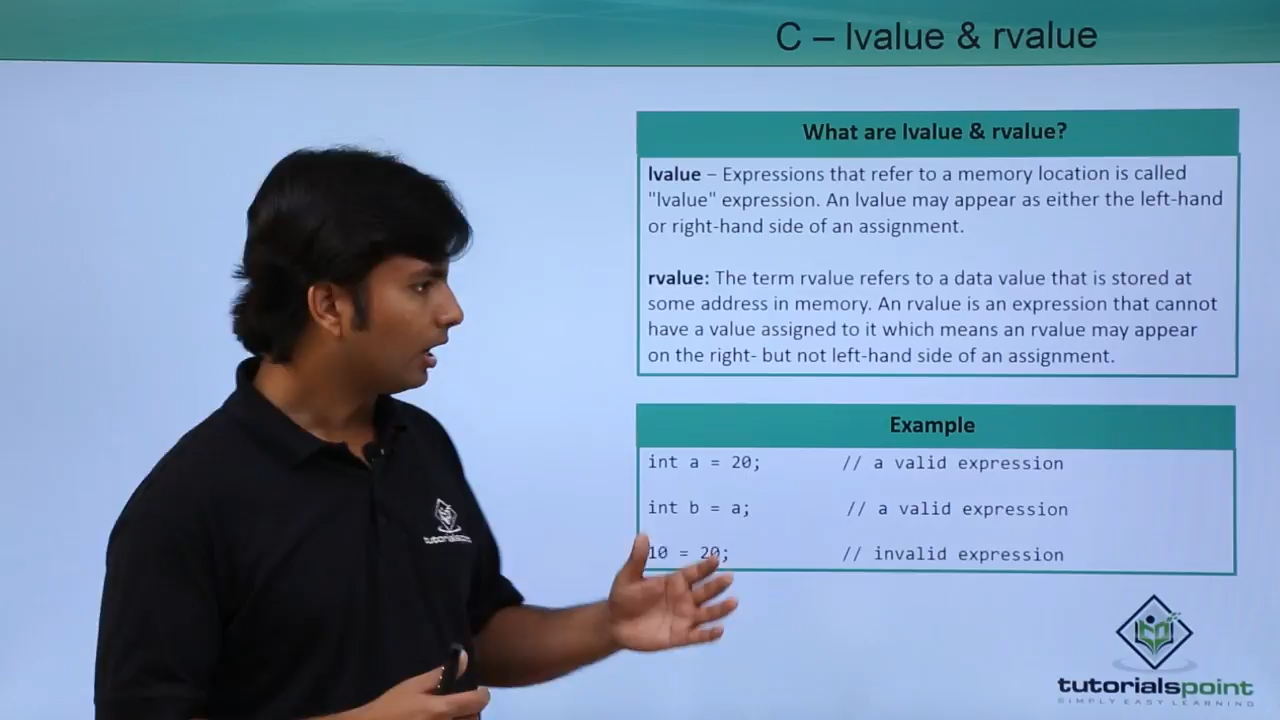 C – lvalue & rvalue
What are lvalue & rvalue?
lvalue – Expressions that refer to a memory location is called
"lvalue" expression. An lvalue may appear as either the left-hand
or right-hand side of an assignment.
rvalue: The term rvalue refers to a data value that is stored at
some address in memory. An rvalue is an expression that cannot
have a value assigned to it which means an rvalue may appear
on the right- but not left-hand side of an assignment.
Example
int a = 20; // a valid expression
int b = a; // a valid expression
10 = 20; // invalid expression
tutorialspoint
tutorialspoint
SIMPLY EASY LEARNING